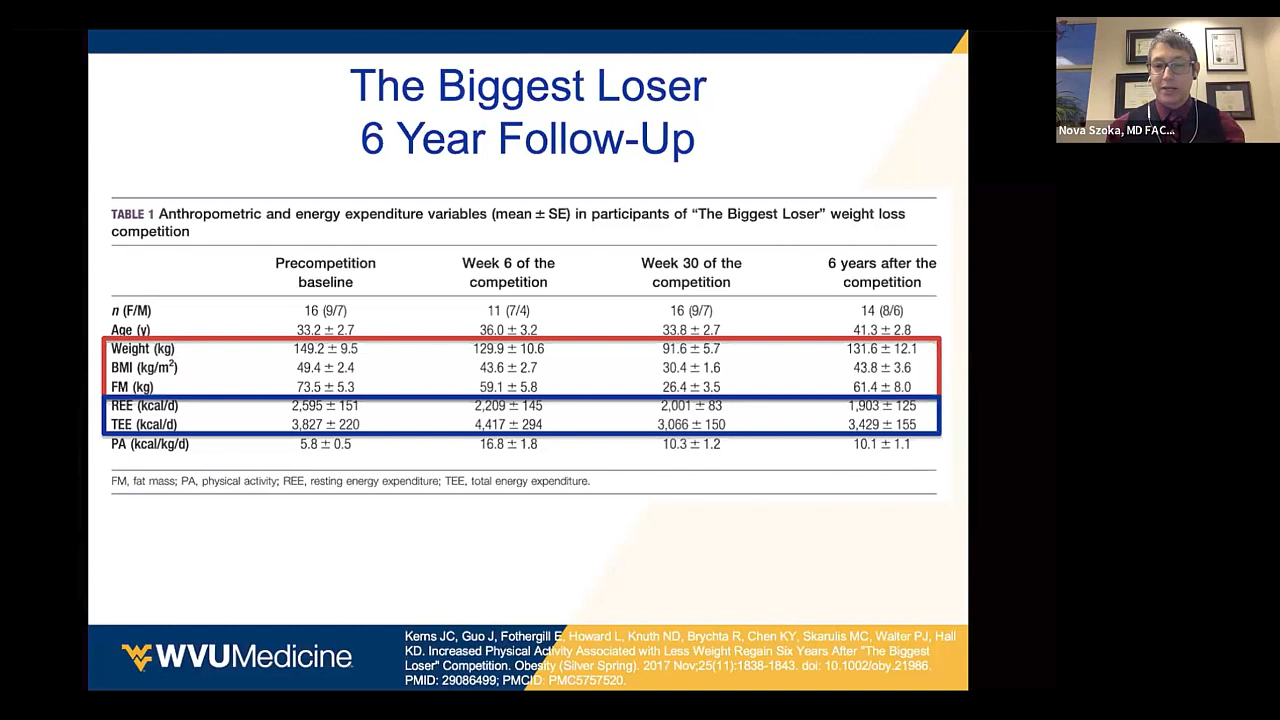 The Biggest Loser
6 Year Follow-Up
TABLE 1 Anthropometric and energy expenditure variables (mean ± SE) in participants of “The Biggest Loser” weight loss
competition
Precompetition baseline Week 6 of the competition Week 30 of the competition 6 years after the competition
n (F/M) 16 (9/7) 11 (7/4) 16 (9/7) 14 (8/6)
Age (y) 33.2 ± 2.7 36.0 ± 3.2 33.8 ± 2.7 41.3 ± 2.8
Weight (kg) 149.2 ± 9.5 129.9 ± 10.6 91.6 ± 5.7 131.6 ± 12.1
BMI (kg/m²) 49.4 ± 2.4 43.6 ± 2.7 30.4 ± 1.6 43.8 ± 3.6
FM (kg) 73.5 ± 5.3 59.1 ± 5.8 26.4 ± 3.5 61.4 ± 8.0
REE (kcal/d) 2,595 ± 151 2,209 ± 145 2,001 ± 83 1,903 ± 125
TEE (kcal/d) 3,827 ± 220 4,417 ± 294 3,066 ± 150 3,429 ± 155
PA (kcal/kg/d) 5.8 ± 0.5 16.8 ± 1.8 10.3 ± 1.2 10.1 ± 1.1
FM, fat mass; PA, physical activity; REE, resting energy expenditure; TEE, total energy expenditure.
WVUMedicine
Kerns JC, Guo J, Fothergill E, Howard L, Knuth ND, Brychta R, Chen KY, Skarulis MC, Walter PJ, Hall
KD. Increased Physical Activity Associated with Less Weight Regain Six Years After "The Biggest
Loser" Competition. Obesity (Silver Spring). 2017 Nov;25(11):1838-1843. doi: 10.1002/oby.21986.
PMID: 29086499; PMCID: PMC5757520.
Nova Szoka, MD FAC...